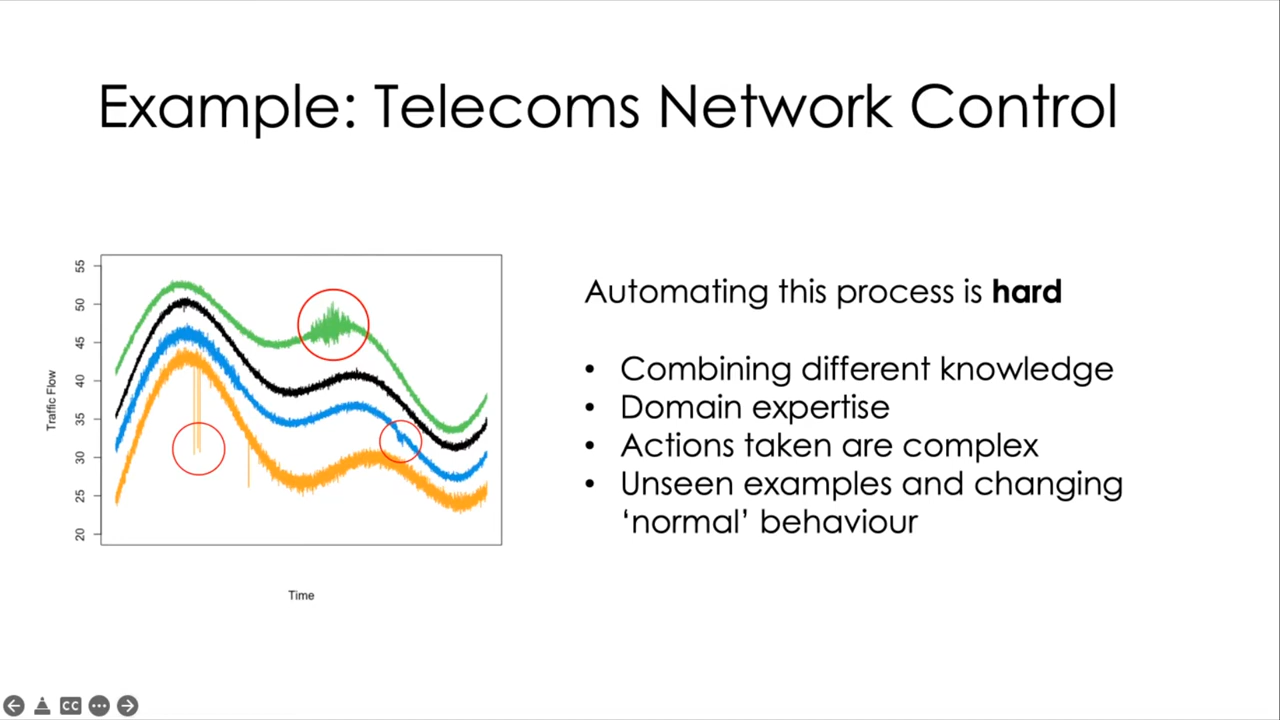 Example: Telecoms Network Control
55
50
45
40
35
30
25
20
Traffic Flow
Time
Automating this process is hard
• Combining different knowledge
• Domain expertise
• Actions taken are complex
• Unseen examples and changing
‘normal’ behaviour
CC